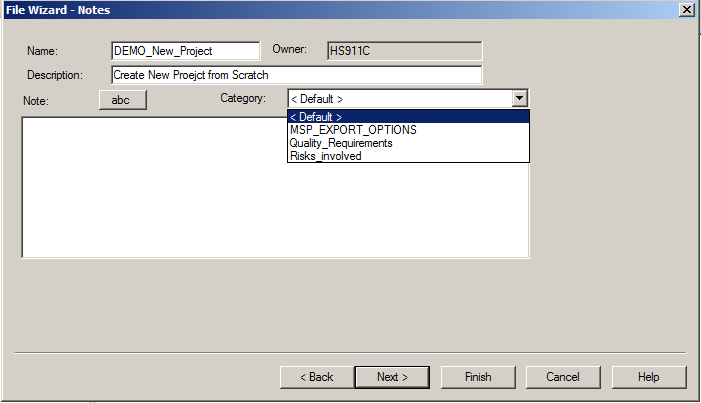 File Wizard - Notes
Name: DEMO_New_Project Owner: HS911C
Description: Create New Proejct from Scratch
Note: abc Category: < Default >
< Default >
MSP_EXPORT_OPTIONS
Quality_Requirements
Risks_involved
< Back Next > Finish Cancel Help